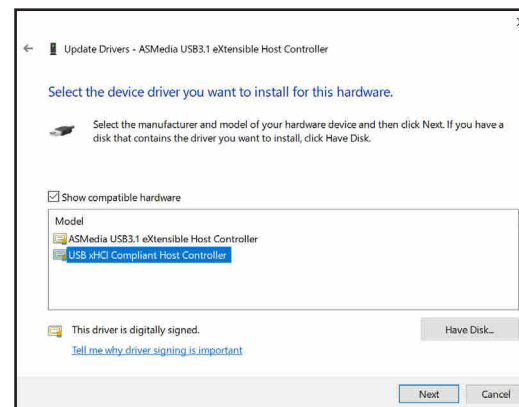 Update Drivers - ASMedia USB3.1 eXtensible Host Controller
Select the device driver you want to install for this hardware.
Select the manufacturer and model of your hardware device and then click Next. If you have a
disk that contains the driver you want to install, click Have Disk.
Show compatible hardware
Model
ASMedia USB3.1 eXtensible Host Controller
USB xHCI Compliant Host Controller
This driver is digitally signed.
Have Disk...
Tell me why driver signing is important
Next
Cancel